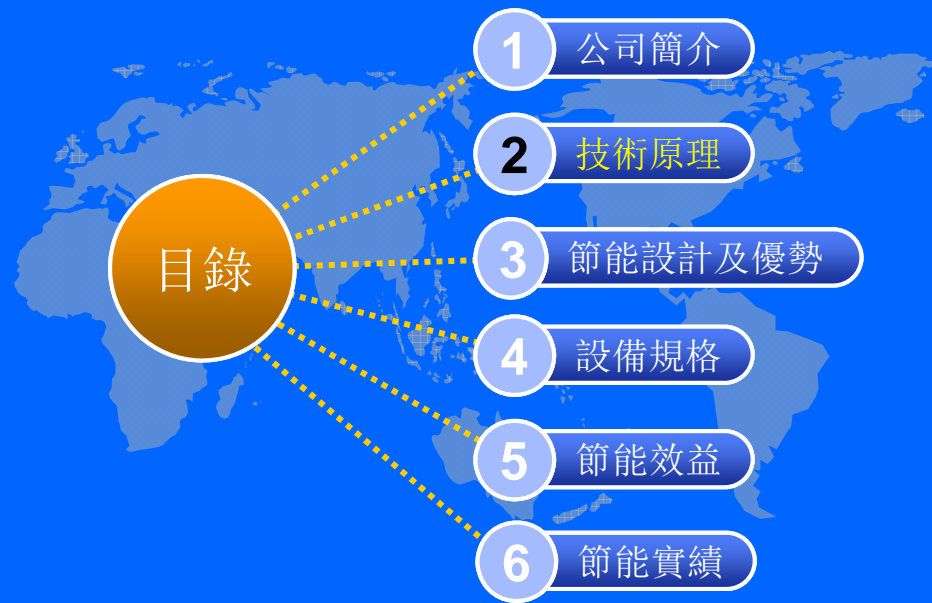 目錄
1 公司簡介
2 技術原理
3 節能設計及優勢
4 設備規格
5 節能效益
6 節能實績